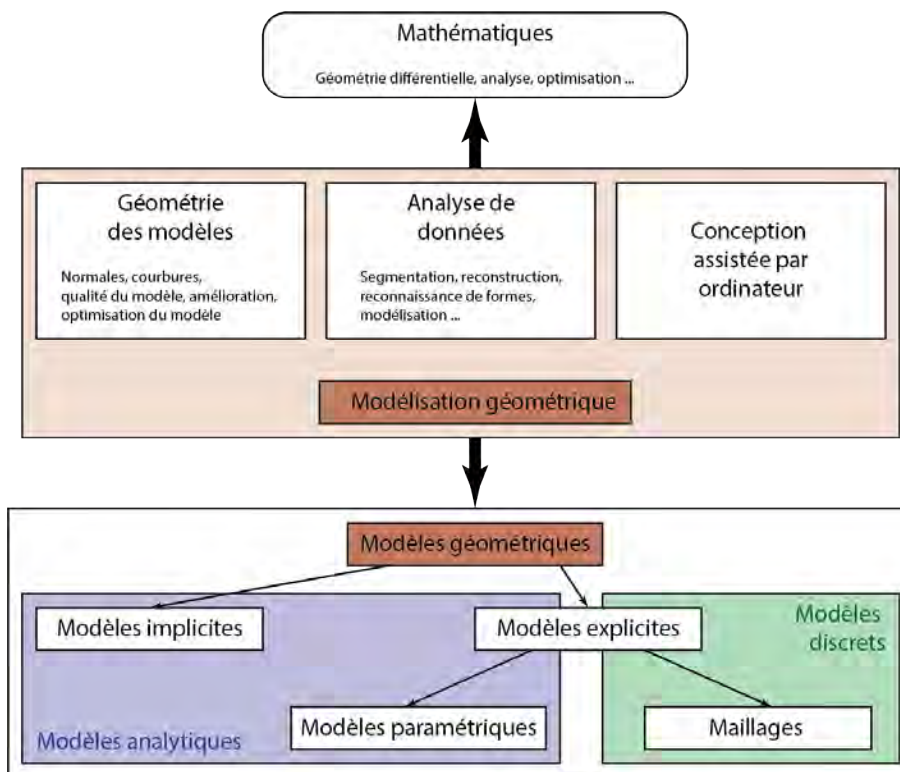 Mathématiques
Géométrie différentielle, analyse, optimisation ...
Géométrie
des modèles
Normales, courbures,
qualité du modèle, amélioration,
optimisation du modèle
Analyse de
données
Segmentation, reconstruction,
reconnaissance de formes,
modélisation ...
Conception
assistée par
ordinateur
Modélisation géométrique
Modèles géométriques
Modèles implicites
Modèles explicites
Modèles
discrets
Modèles paramétriques
Maillages
Modèles analytiques